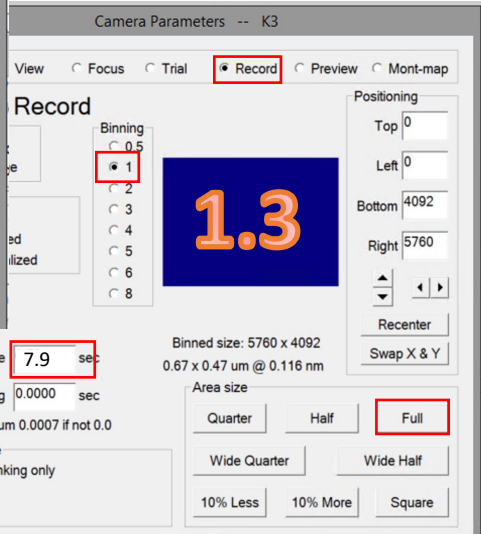 Camera Parameters -- K3
View Focus Trial Record Preview Mont-map
Record
Positioning
Binning
Top 0
0.5
1
Left 0
2
3
Bottom 4092
4
Right 5760
5
6
8
1.3
Recenter
Binned size: 5760 x 4092
Swap X & Y
7.9 sec
0.67 x 0.47 um @ 0.116 nm
Area size
0.0000 sec
Quarter Half Full
um 0.0007 if not 0.0
Wide Quarter Wide Half
nking only
10% Less 10% More Square